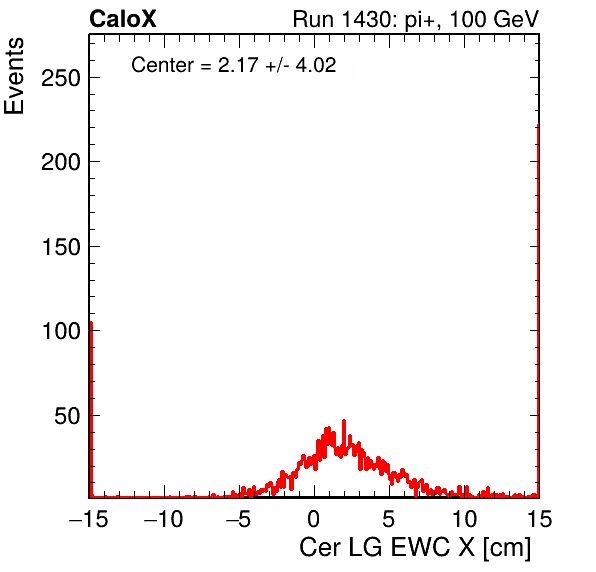 CaloX Run 1430: pi+, 100 GeV
Center = 2.17 +/- 4.02
Events
250
200
150
100
50
−15 −10 −5 0 5 10 15
Cer LG EWC X [cm]